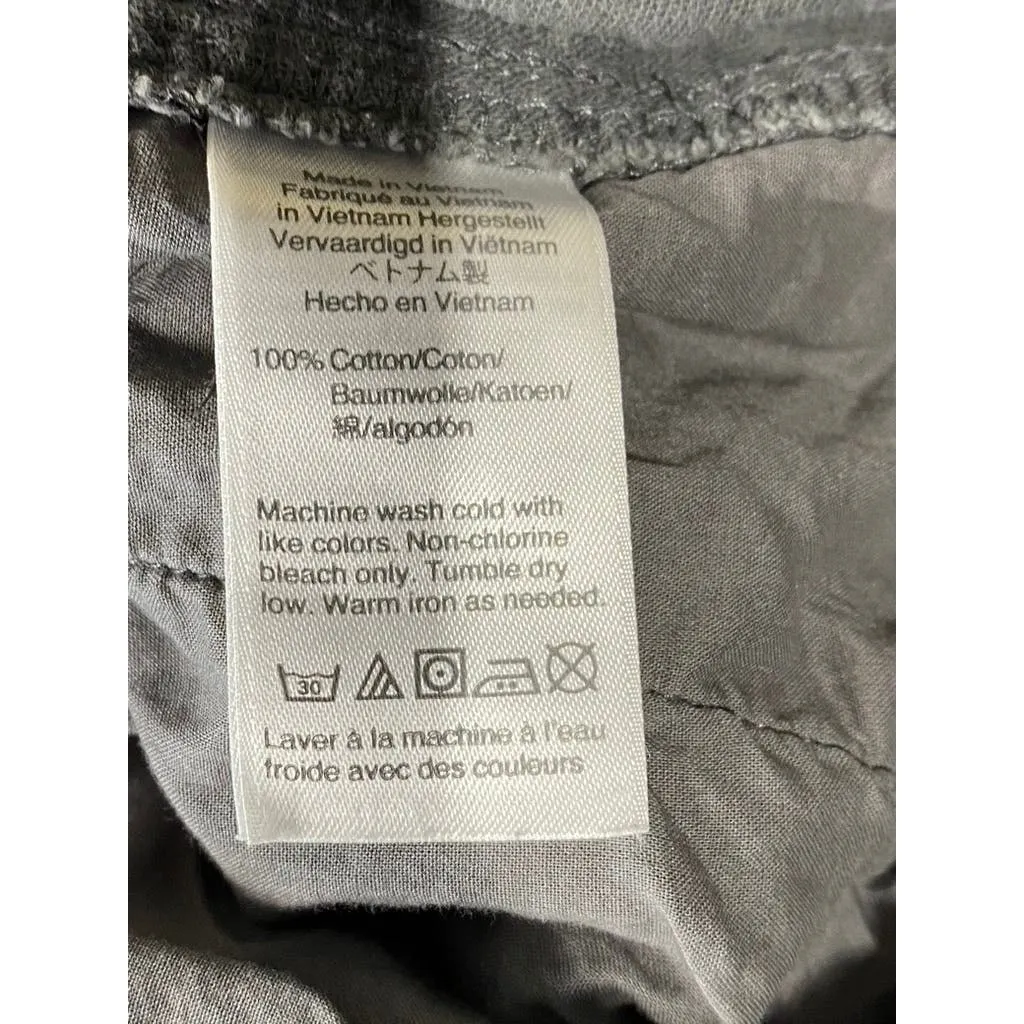 Made in Vietnam
Fabriqué au Vietnam
in Vietnam Hergestellt
Vervaardigd in Viëtnam
ベトナム製
Hecho en Vietnam
100% Cotton/Coton/
Baumwolle/Katoen/
綿/algodón
Machine wash cold with
like colors. Non-chlorine
bleach only. Tumble dry
low. Warm iron as needed.
30
Laver à la machine à l'eau
froide avec des couleurs